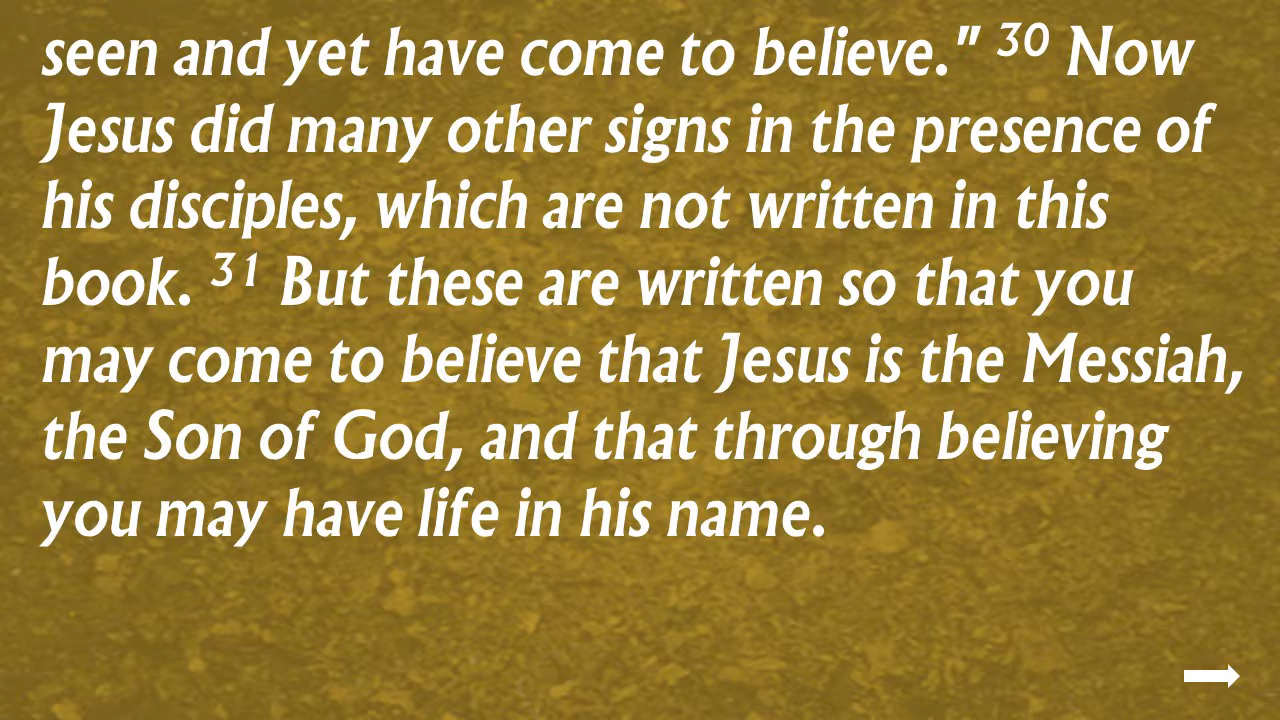 seen and yet have come to believe." 30 Now
Jesus did many other signs in the presence of
his disciples, which are not written in this
book. 31 But these are written so that you
may come to believe that Jesus is the Messiah,
the Son of God, and that through believing
you may have life in his name.